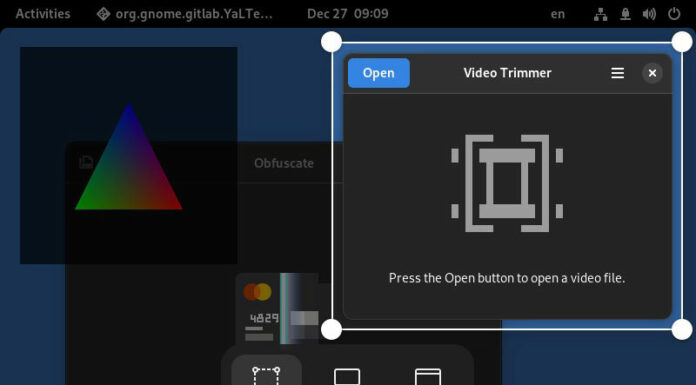 Activities org.gnome.gitlab.YaLTe... Dec 27 09:09 en
Open Video Trimmer
Obfuscate
Press the Open button to open a video file.
4829